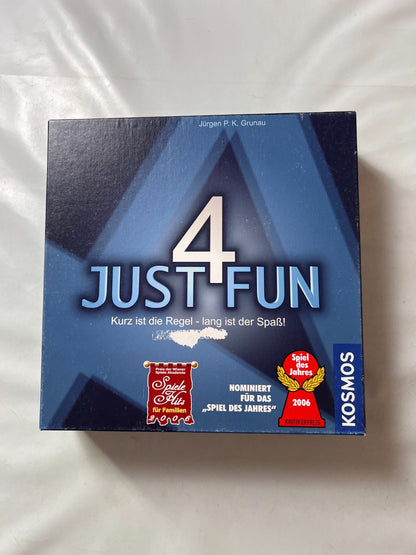 Jürgen P. K. Grunau
4
JUST FUN
Kurz ist die Regel - lang ist der Spaß!
Preis der Wiener
Spiele Akademie
Spiele
Hits
für Familien
2006
NOMINIERT
FÜR DAS
„SPIEL DES JAHRES“
Spiel
des
Jahres
2006
KRITIKERPREIS
KOSMOS